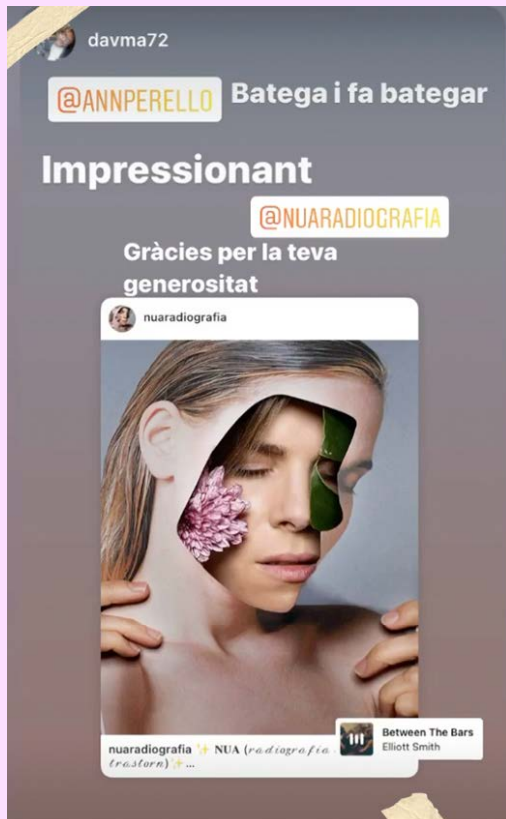 davma72
@ANNPERELLO Batega i fa bategar
Impressionant
@NUARADIOGRAFIA
Gràcies per la teva
generositat
nuaradiografia
nuaradiografia ✨ NUA (radiografia
trastorn)✨...
Between The Bars
Elliott Smith